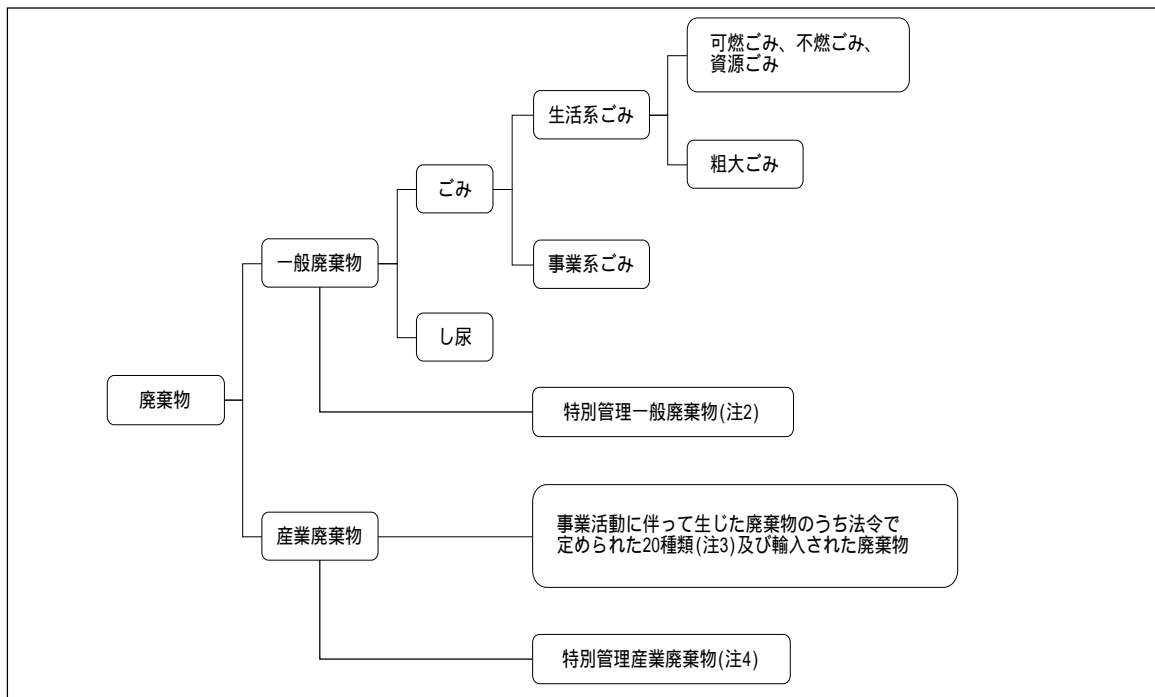 可燃ごみ、不燃ごみ、
資源ごみ
生活系ごみ
粗大ごみ
ごみ
事業系ごみ
一般廃棄物
し尿
廃棄物
特別管理一般廃棄物(注2)
産業廃棄物
事業活動に伴って生じた廃棄物のうち法令で
定められた20種類(注3)及び輸入された廃棄物
特別管理産業廃棄物(注4)